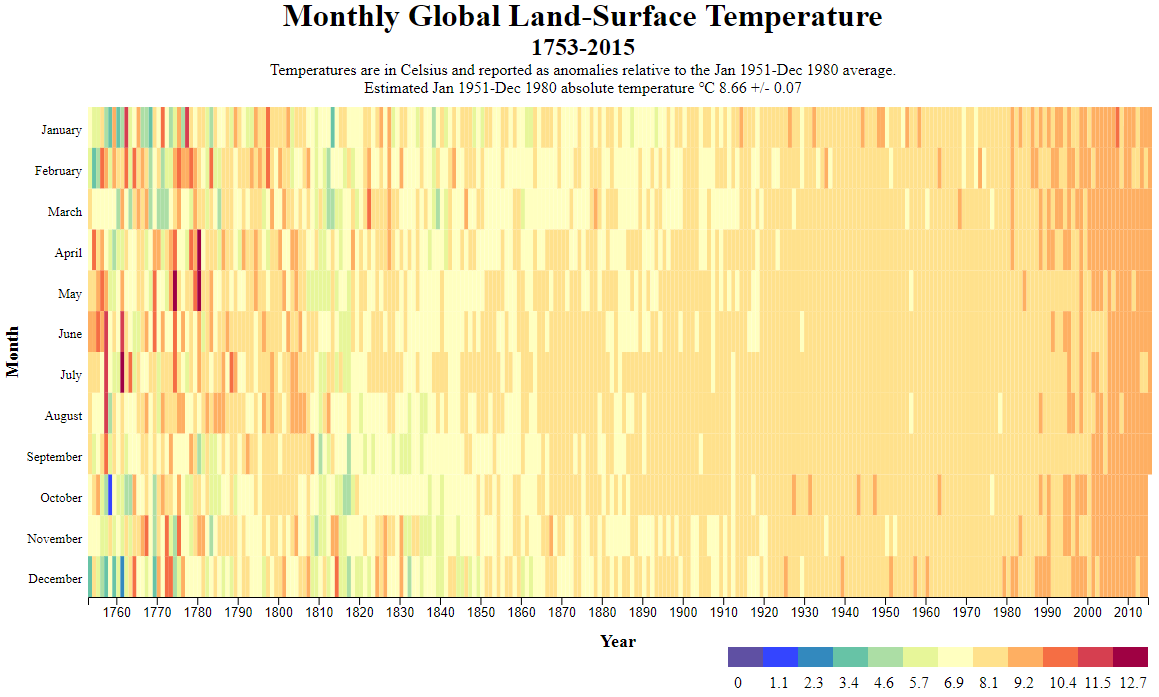 Monthly Global Land-Surface Temperature
1753-2015
Temperatures are in Celsius and reported as anomalies relative to the Jan 1951-Dec 1980 average.
Estimated Jan 1951-Dec 1980 absolute temperature °C 8.66 +/- 0.07
January
February
March
April
May
June
July
August
September
October
November
December
Month
1760 1770 1780 1790 1800 1810 1820 1830 1840 1850 1860 1870 1880 1890 1900 1910 1920 1930 1940 1950 1960 1970 1980 1990 2000 2010
Year
0 1.1 2.3 3.4 4.6 5.7 6.9 8.1 9.2 10.4 11.5 12.7